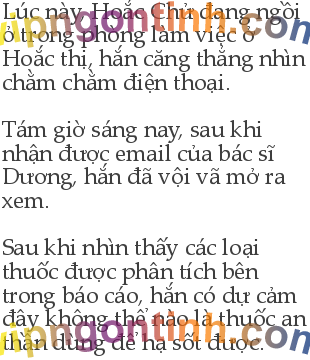 Lúc này, Hoắc Chửn đang ngồi
ở trong phòng làm việc ở
Hoắc thị, hắn căng thẳng nhìn
chằm chằm điện thoại.
Tám giờ sáng nay, sau khi
nhận được email của bác sĩ
Dương, hắn đã vội vã mở ra
xem.
Sau khi nhìn thấy các loại
thuốc được phân tích bên
trong báo cáo, hắn có dự cảm
đây không thể nào là thuốc an
thần dùng để hạ sốt được.
vipngontinh.com
vipngontinh.com